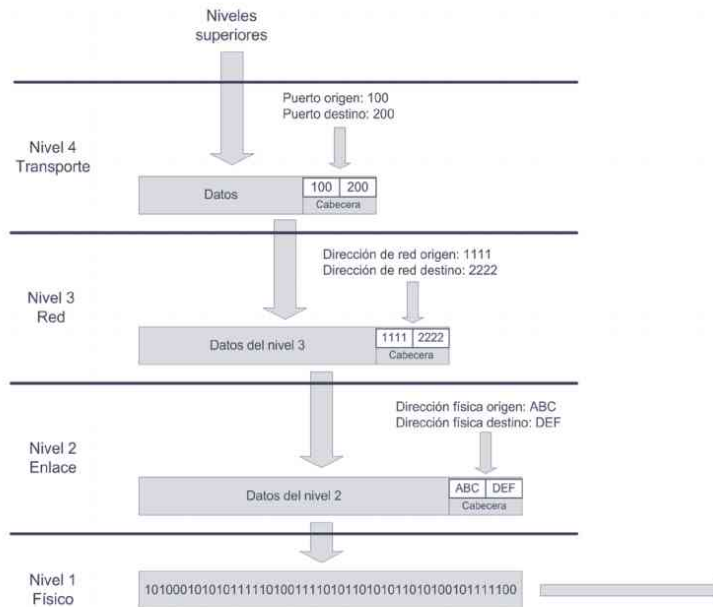 Niveles
superiores
Puerto origen: 100
Puerto destino: 200
Nivel 4
Transporte
Datos
100 200
Cabecera
Dirección de red origen: 1111
Dirección de red destino: 2222
Nivel 3
Red
Datos del nivel 3
1111 2222
Cabecera
Dirección física origen: ABC
Dirección física destino: DEF
Nivel 2
Enlace
Datos del nivel 2
ABC DEF
Cabecera
Nivel 1
Físico